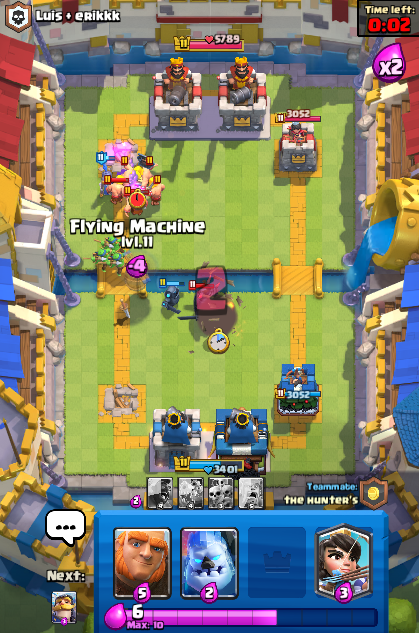 Luis + erikkk
Time left:
0:02
5789
x2
3052
11
Flying Machine
lvl.11
-4
2
3052
3401
Teammate:
THE HUNTER'S
2
...
Next:
5
2
3
6
Max: 10